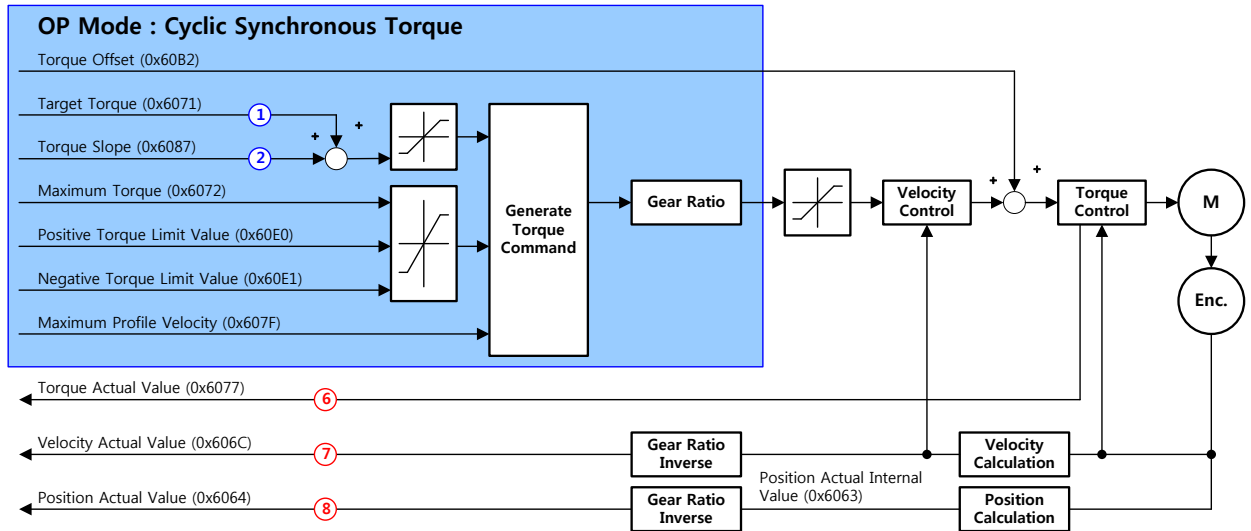 OP Mode : Cyclic Synchronous Torque
Torque Offset (0x60B2)
Target Torque (0x6071)
1
+
+
Torque Slope (0x6087)
2
Maximum Torque (0x6072)
Positive Torque Limit Value (0x60E0)
Negative Torque Limit Value (0x60E1)
Maximum Profile Velocity (0x607F)
Generate
Torque
Command
Gear Ratio
Velocity
Control
+
+
Torque
Control
M
Enc.
Torque Actual Value (0x6077)
6
Velocity Actual Value (0x606C)
7
Gear Ratio
Inverse
Velocity
Calculation
Position Actual Value (0x6064)
8
Gear Ratio
Inverse
Position Actual Internal
Value (0x6063)
Position
Calculation